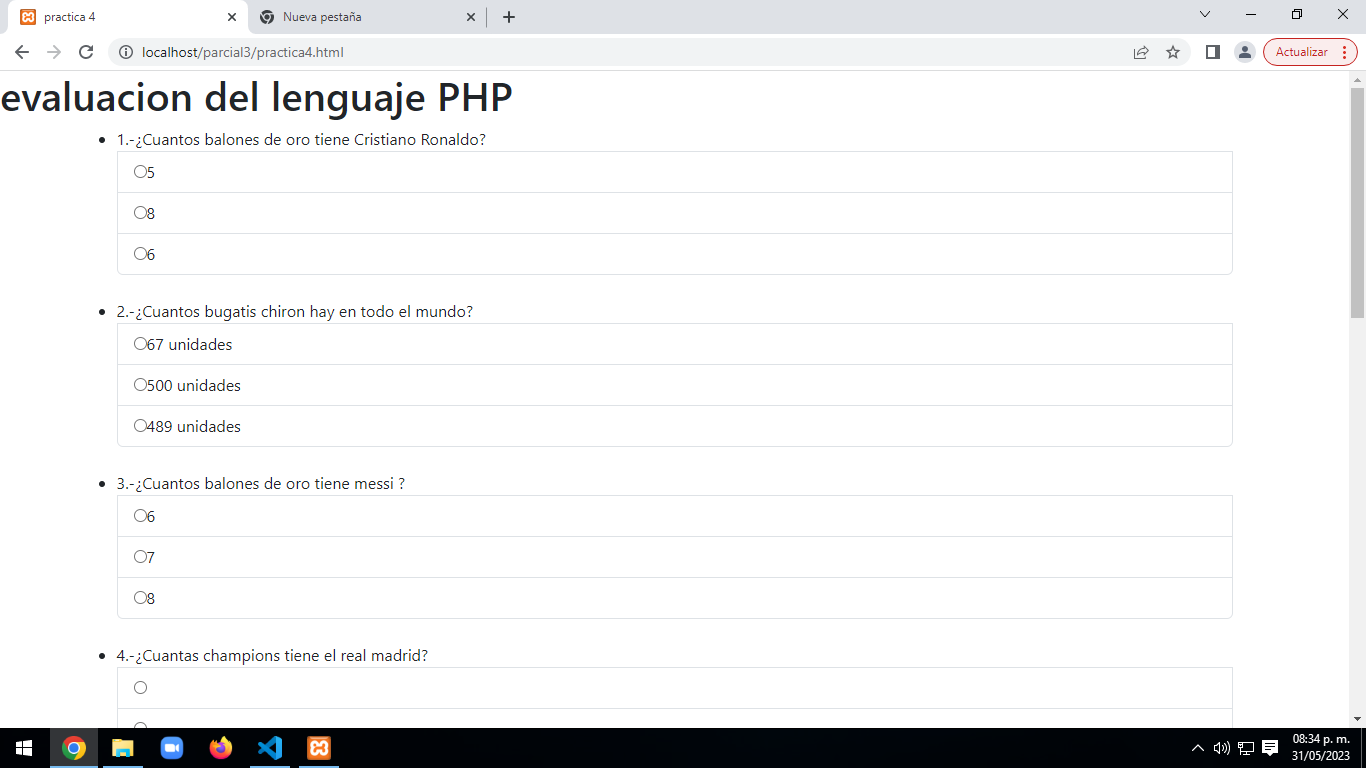 practica 4
Nueva pestaña
localhost/parcial3/practica4.html
Actualizar
evaluacion del lenguaje PHP
1.-¿Cuantos balones de oro tiene Cristiano Ronaldo?
5
8
6
2.-¿Cuantos bugatis chiron hay en todo el mundo?
67 unidades
500 unidades
489 unidades
3.-¿Cuantos balones de oro tiene messi ?
6
7
8
4.-¿Cuantas champions tiene el real madrid?
08:34 p. m.
31/05/2023